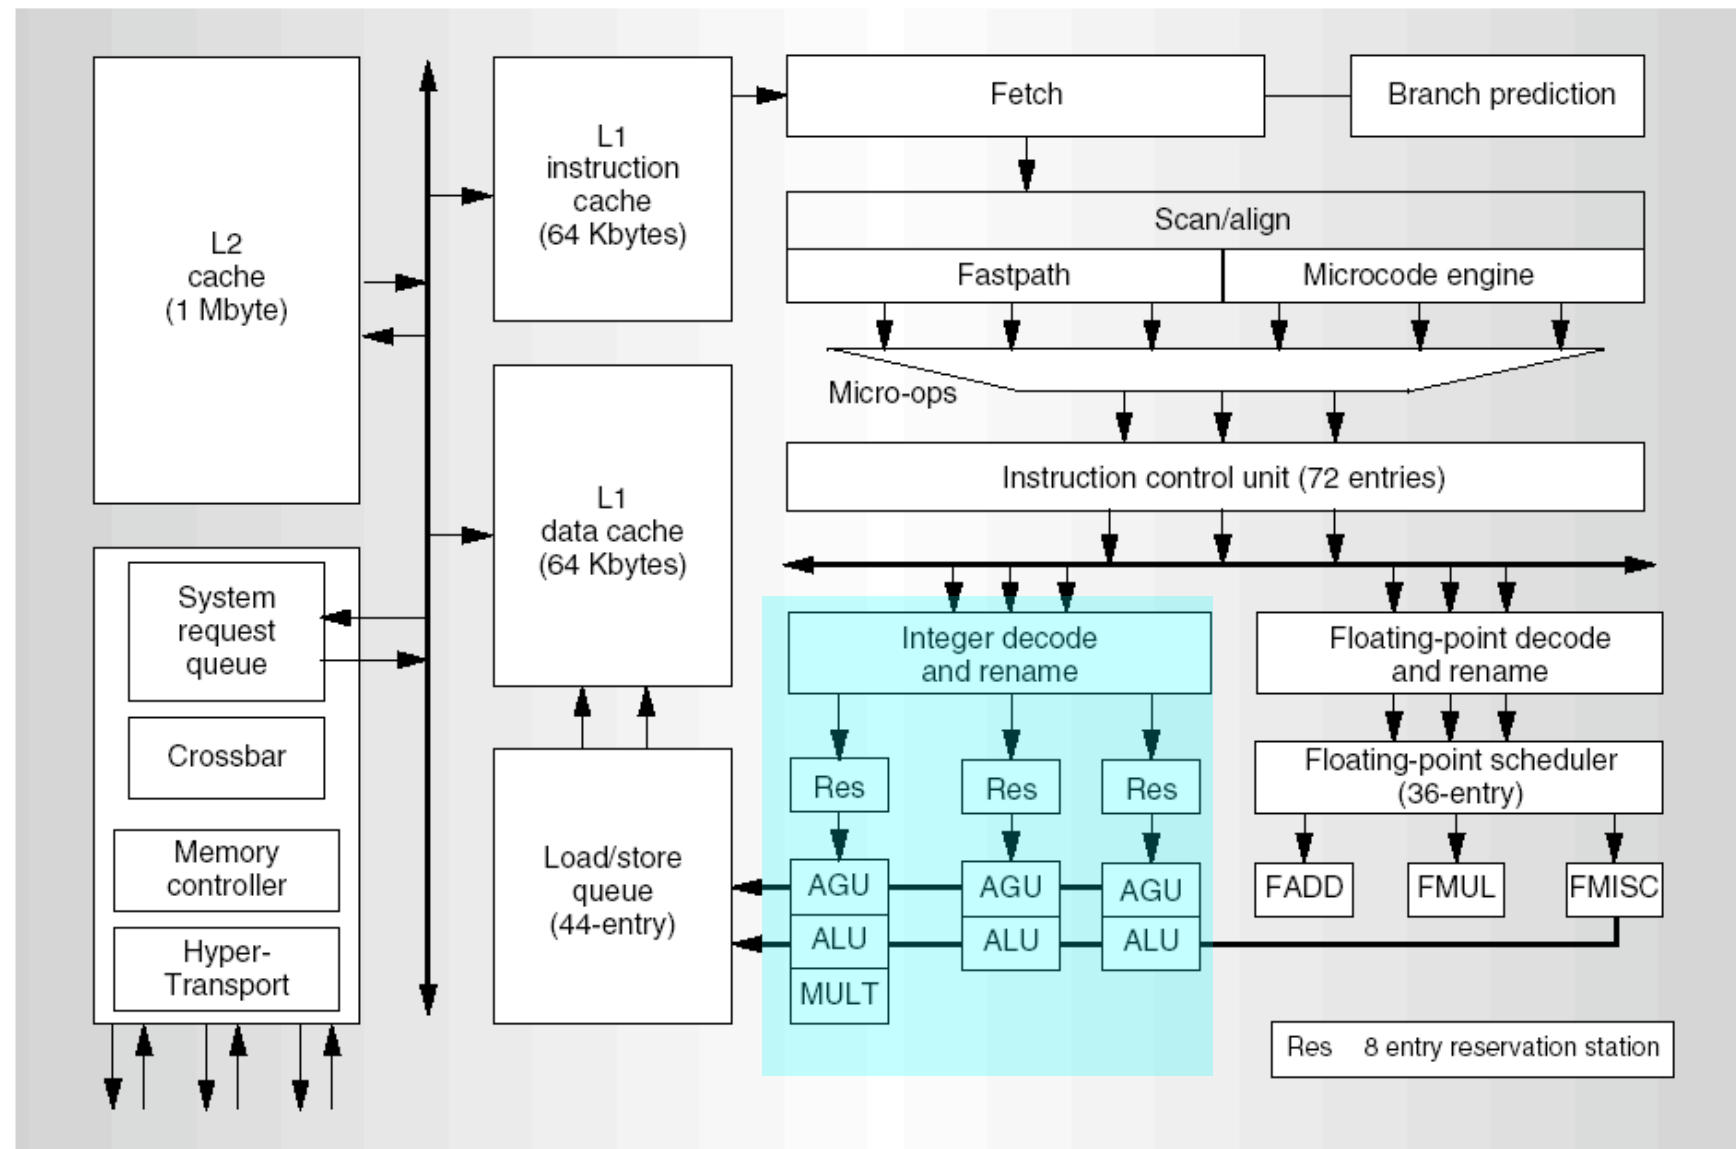 L2
cache
(1 Mbyte)
System
request
queue
Crossbar
Memory
controller
Hyper-
Transport
L1
instruction
cache
(64 Kbytes)
L1
data cache
(64 Kbytes)
Load/store
queue
(44-entry)
Fetch
Branch prediction
Scan/align
Fastpath
Microcode engine
Micro-ops
Instruction control unit (72 entries)
Integer decode
and rename
Res
Res
Res
AGU
AGU
AGU
ALU
ALU
ALU
MULT
Floating-point decode
and rename
Floating-point scheduler
(36-entry)
FADD
FMUL
FMISC
Res 8 entry reservation station